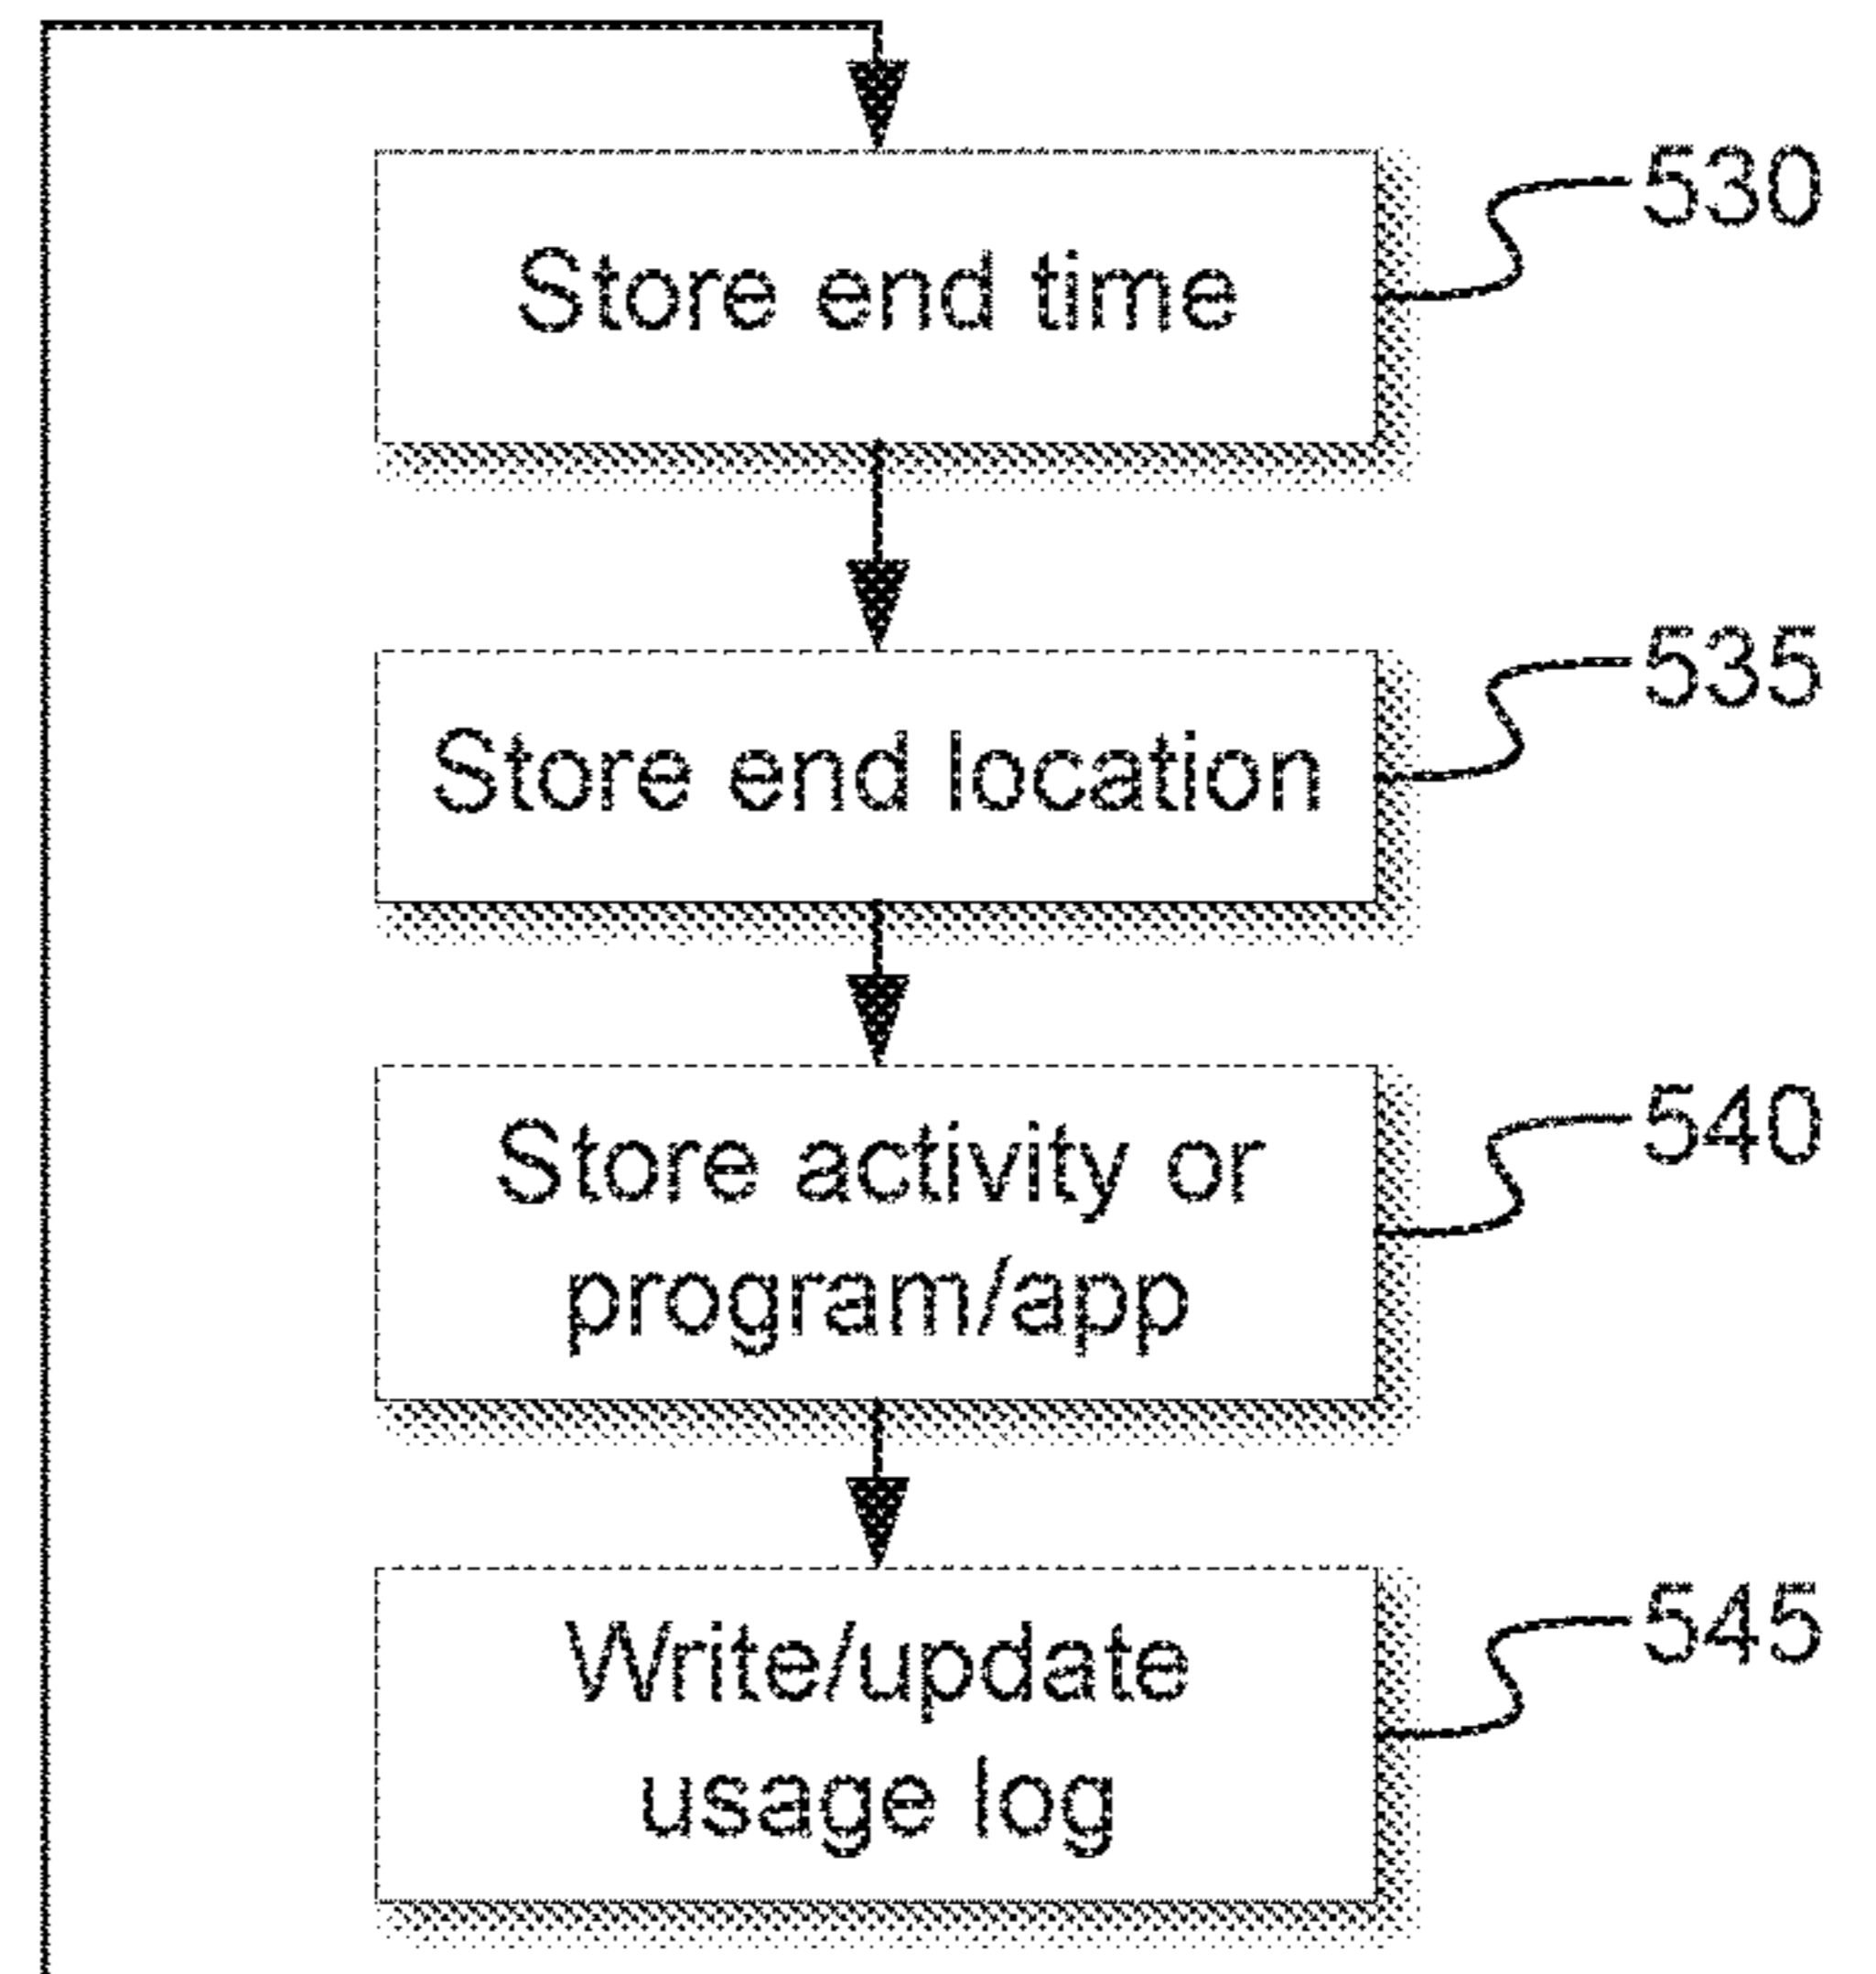 530
Store end time
535
Store end location
540
Store activity or
program/app
545
Write/update
usage log